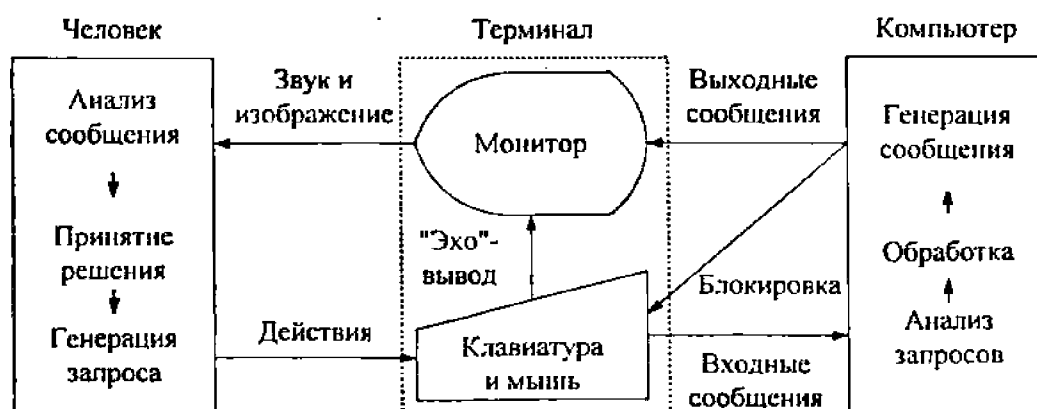 Человек
Терминал
Компьютер
Анализ
сообщения
Принятие
решения
Генерация
запроса
Звук и
изображение
Действия
Монитор
"Эхо"-
вывод
Клавиатура
и мышь
Выходные
сообщения
Блокировка
Входные
сообщения
Генерация
сообщения
Обработка
Анализ
запросов